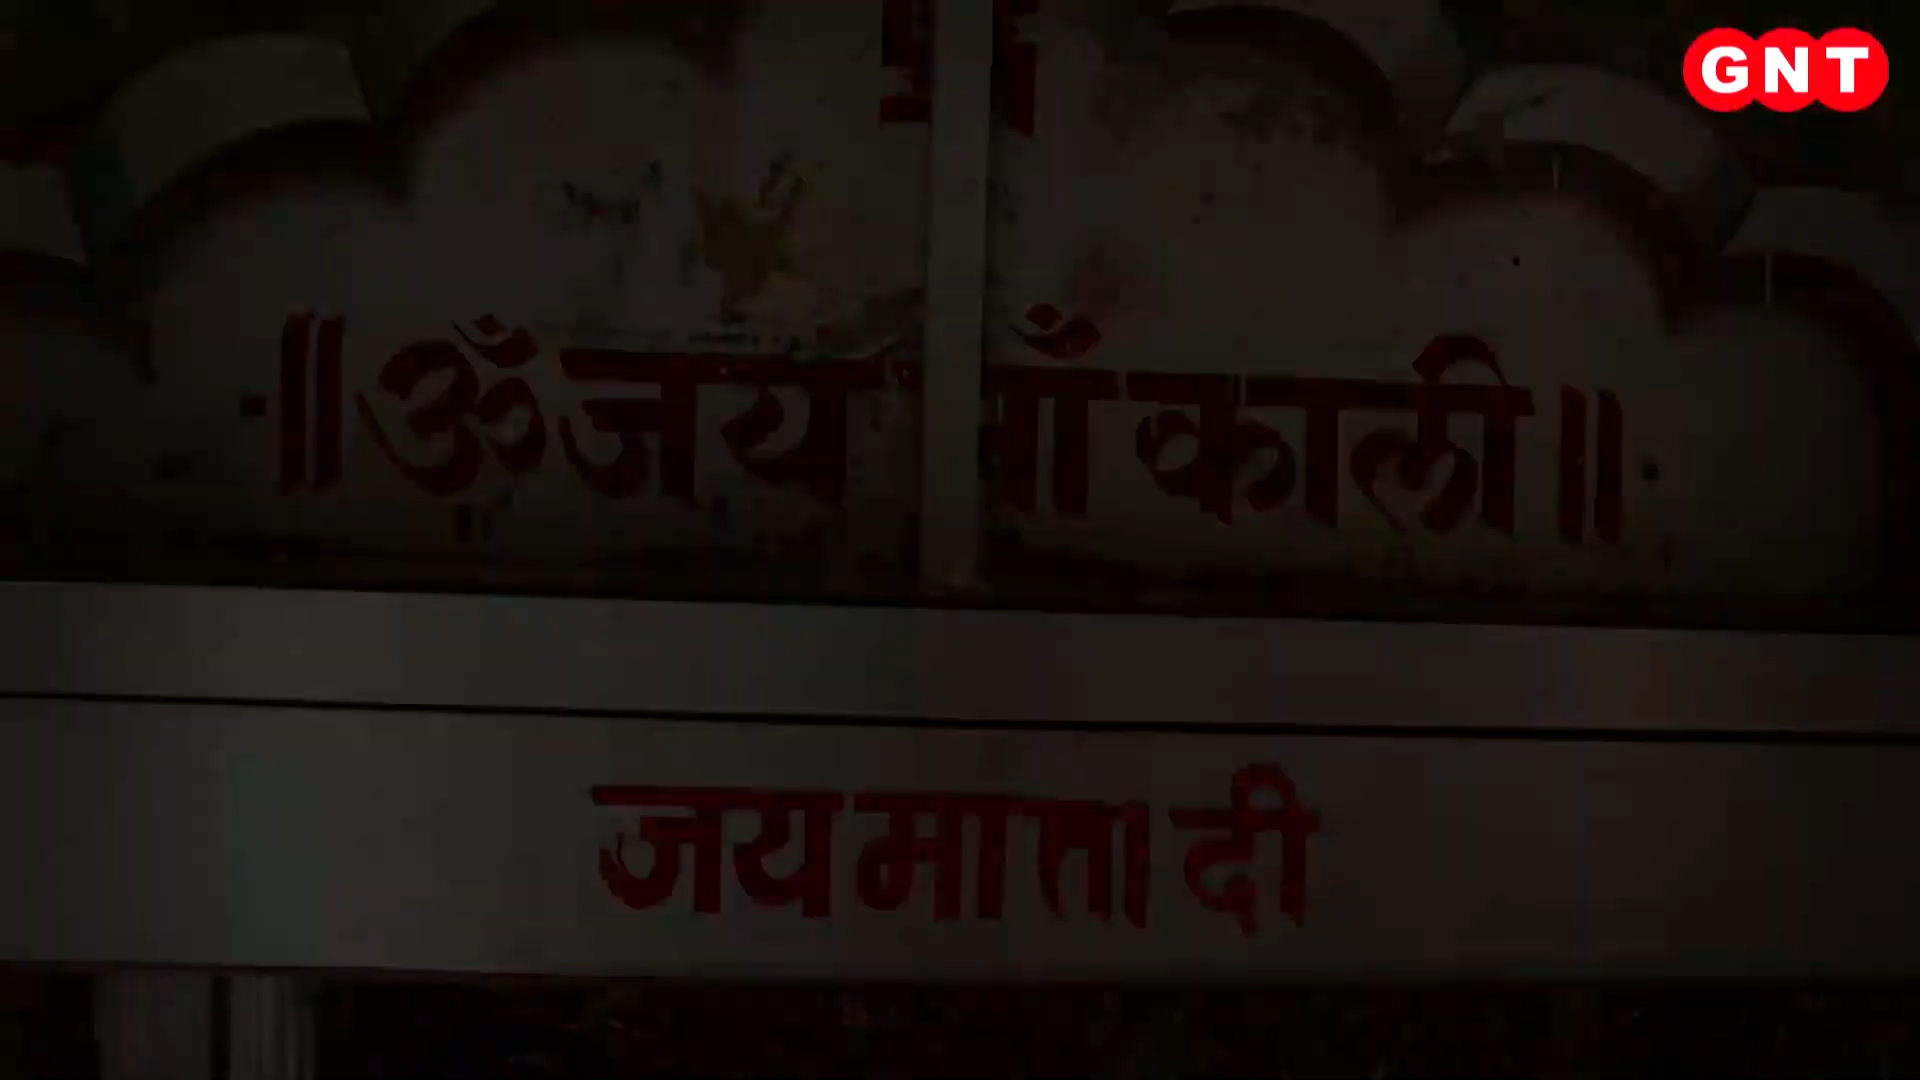 GNT
॥ ॐ जय माँ काली ॥
जय माता दी